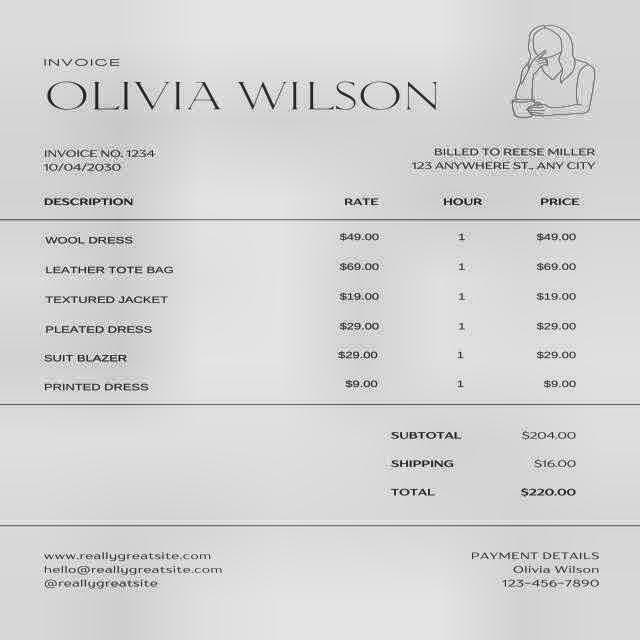 INVOICE
OLIVIA WILSON
INVOICE NO. 1234
10/04/2030
BILLED TO REESE MILLER
123 ANYWHERE ST., ANY CITY
DESCRIPTION RATE HOUR PRICE
WOOL DRESS $49.00 1 $49.00
LEATHER TOTE BAG $69.00 1 $69.00
TEXTURED JACKET $19.00 1 $19.00
PLEATED DRESS $29.00 1 $29.00
SUIT BLAZER $29.00 1 $29.00
PRINTED DRESS $9.00 1 $9.00
SUBTOTAL $204.00
SHIPPING $16.00
TOTAL $220.00
www.reallygreatsite.com
hello@reallygreatsite.com
@reallygreatsite
PAYMENT DETAILS
Olivia Wilson
123-456-7890